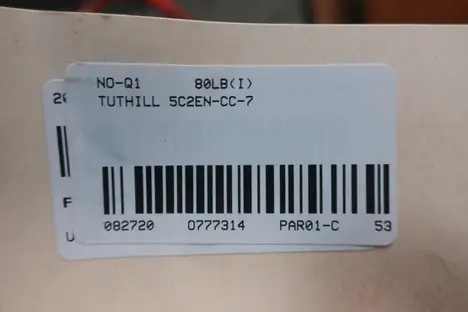 NO-Q1 80LB(I)
TUTHILL 5C2EN-CC-7
082720 0777314 PAR01-C 53